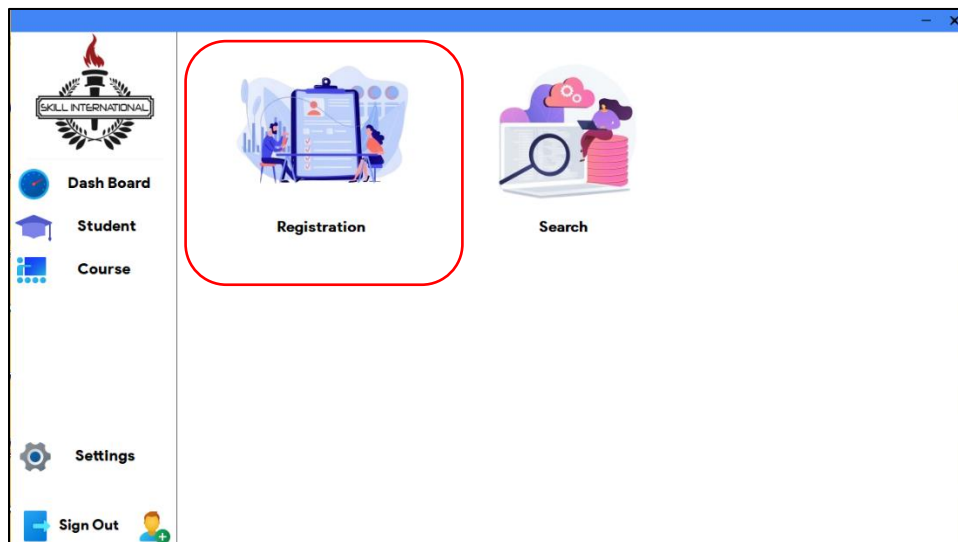 SKILL INTERNATIONAL
Dash Board
Student
Course
Settings
Sign Out
Registration
Search